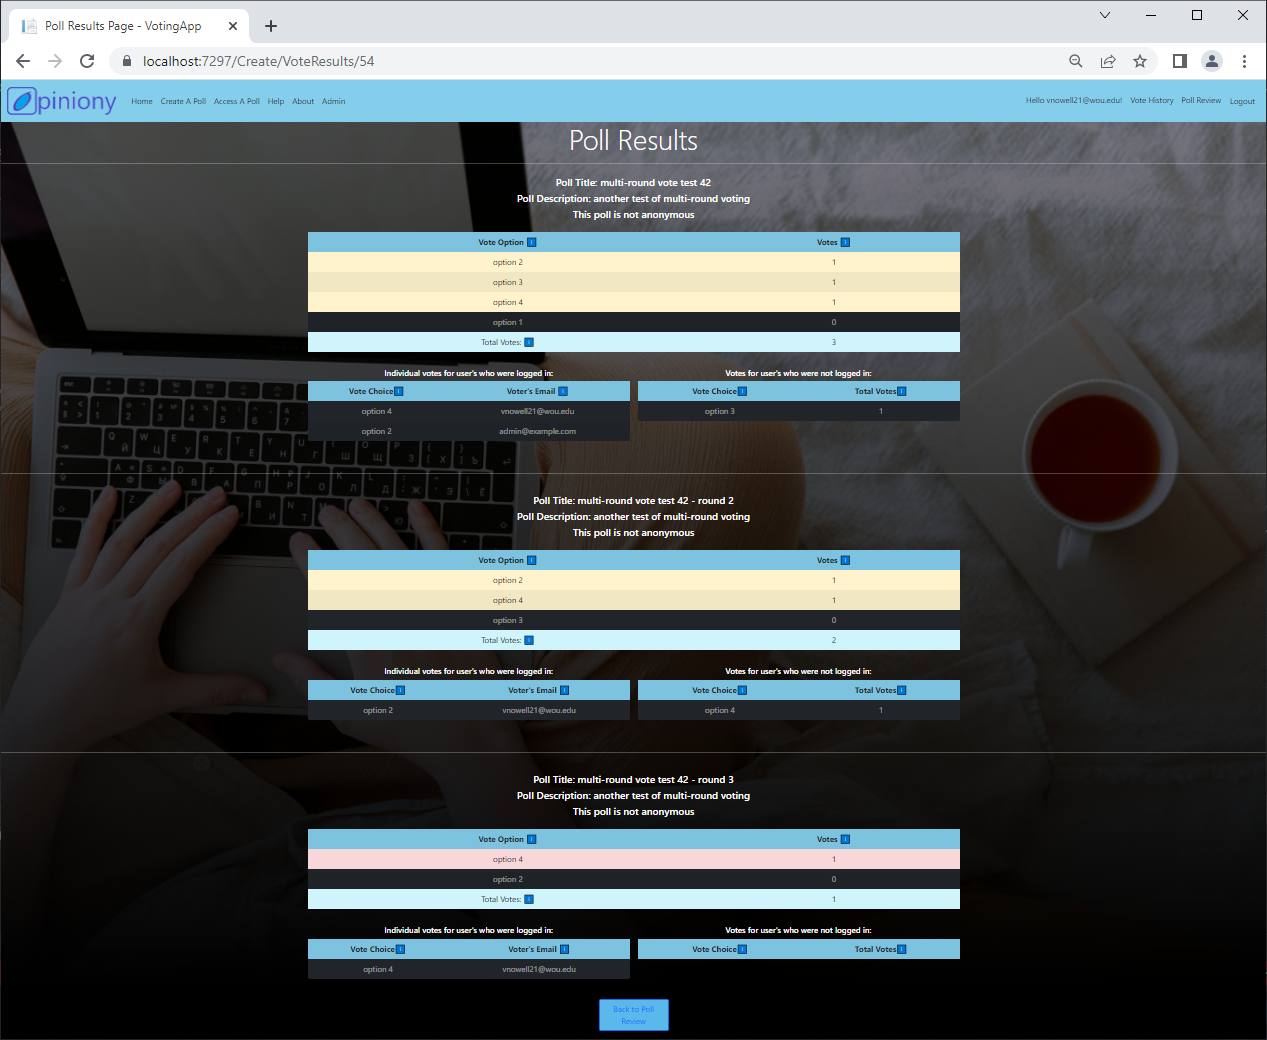 Poll Results Page - VotingApp
localhost:7297/Create/VoteResults/54
Opiniony Home Create A Poll Access A Poll Help About Admin Hello vnowell21@wou.edu! Vote History Poll Review Logout
Poll Results
Poll Title: multi-round vote test 42
Poll Description: another test of multi-round voting
This poll is not anonymous
Vote Option Votes
option 2 1
option 3 1
option 4 1
option 1 0
Total Votes: 3
Individual votes for user's who were logged in:
Vote Choice Voter's Email
option 4 vnowell21@wou.edu
option 2 admin@example.com
Votes for user's who were not logged in:
Vote Choice Total Votes
option 3 1
Poll Title: multi-round vote test 42 - round 2
Poll Description: another test of multi-round voting
This poll is not anonymous
Vote Option Votes
option 2 1
option 4 1
option 3 0
Total Votes: 2
Individual votes for user's who were logged in:
Vote Choice Voter's Email
option 2 vnowell21@wou.edu
Votes for user's who were not logged in:
Vote Choice Total Votes
option 4 1
Poll Title: multi-round vote test 42 - round 3
Poll Description: another test of multi-round voting
This poll is not anonymous
Vote Option Votes
option 4 1
option 2 0
Total Votes: 1
Individual votes for user's who were logged in:
Vote Choice Voter's Email
option 4 vnowell21@wou.edu
Votes for user's who were not logged in:
Vote Choice Total Votes
Back to Poll
Review